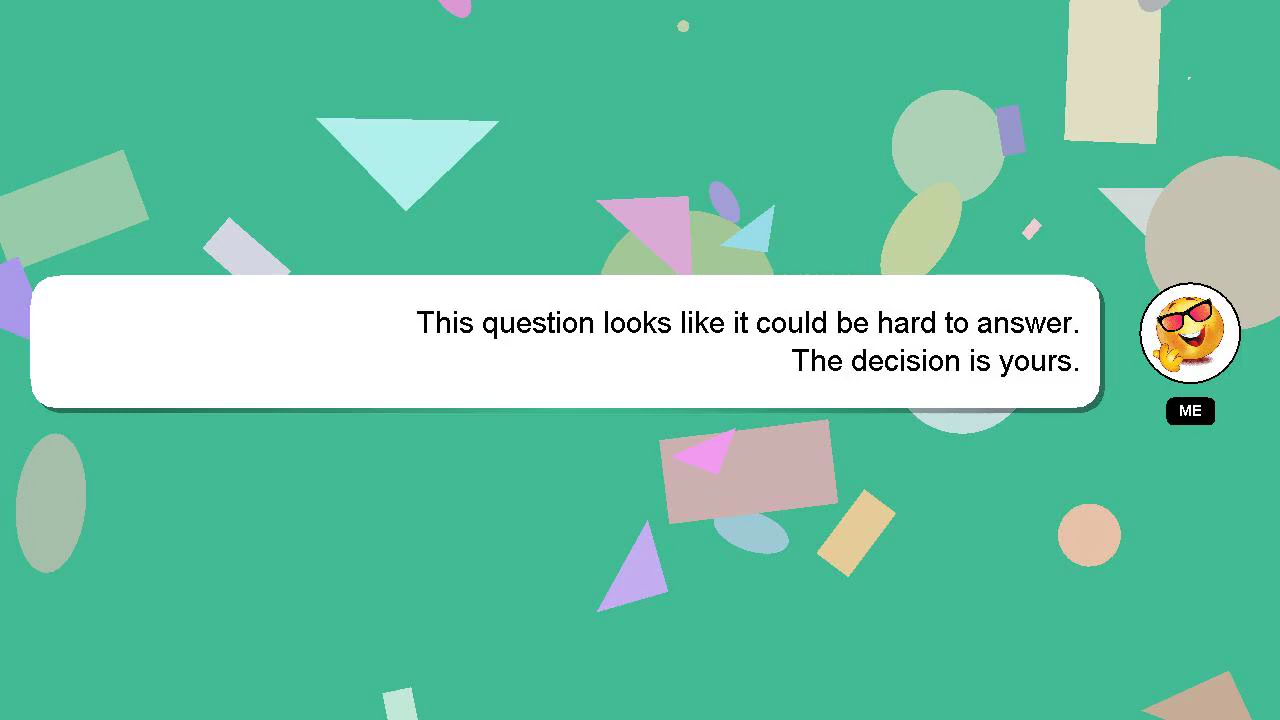 This question looks like it could be hard to answer.
The decision is yours.
ME